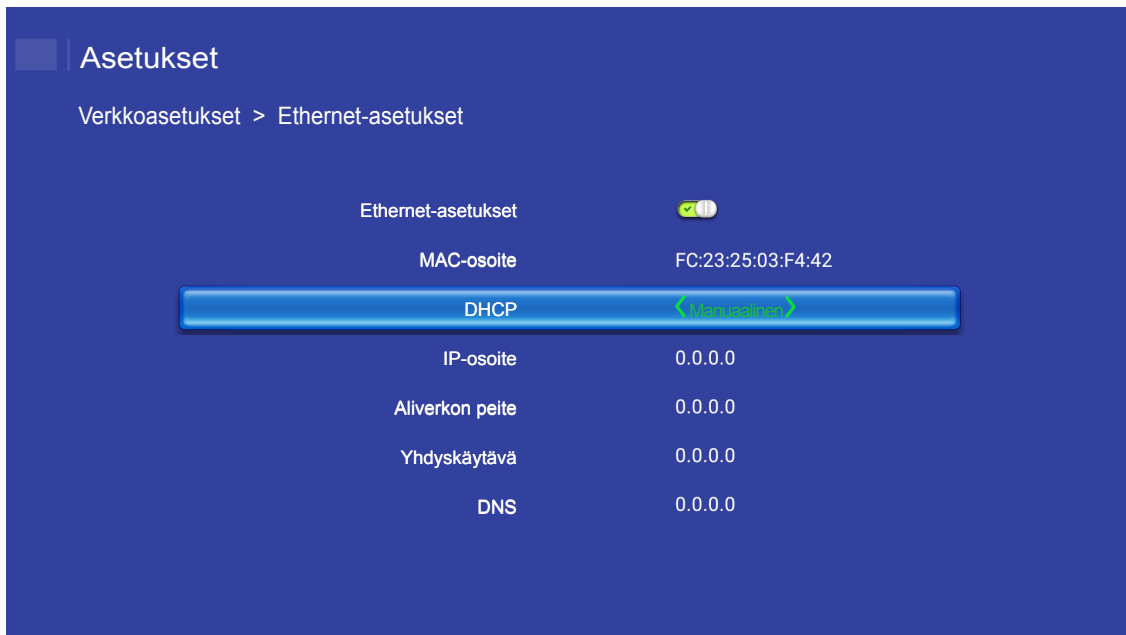 Asetukset
Verkkoasetukset > Ethernet-asetukset
Ethernet-asetukset
MAC-osoite FC:23:25:03:F4:42
DHCP Manuaalinen
IP-osoite 0.0.0.0
Aliverkon peite 0.0.0.0
Yhdyskäytävä 0.0.0.0
DNS 0.0.0.0